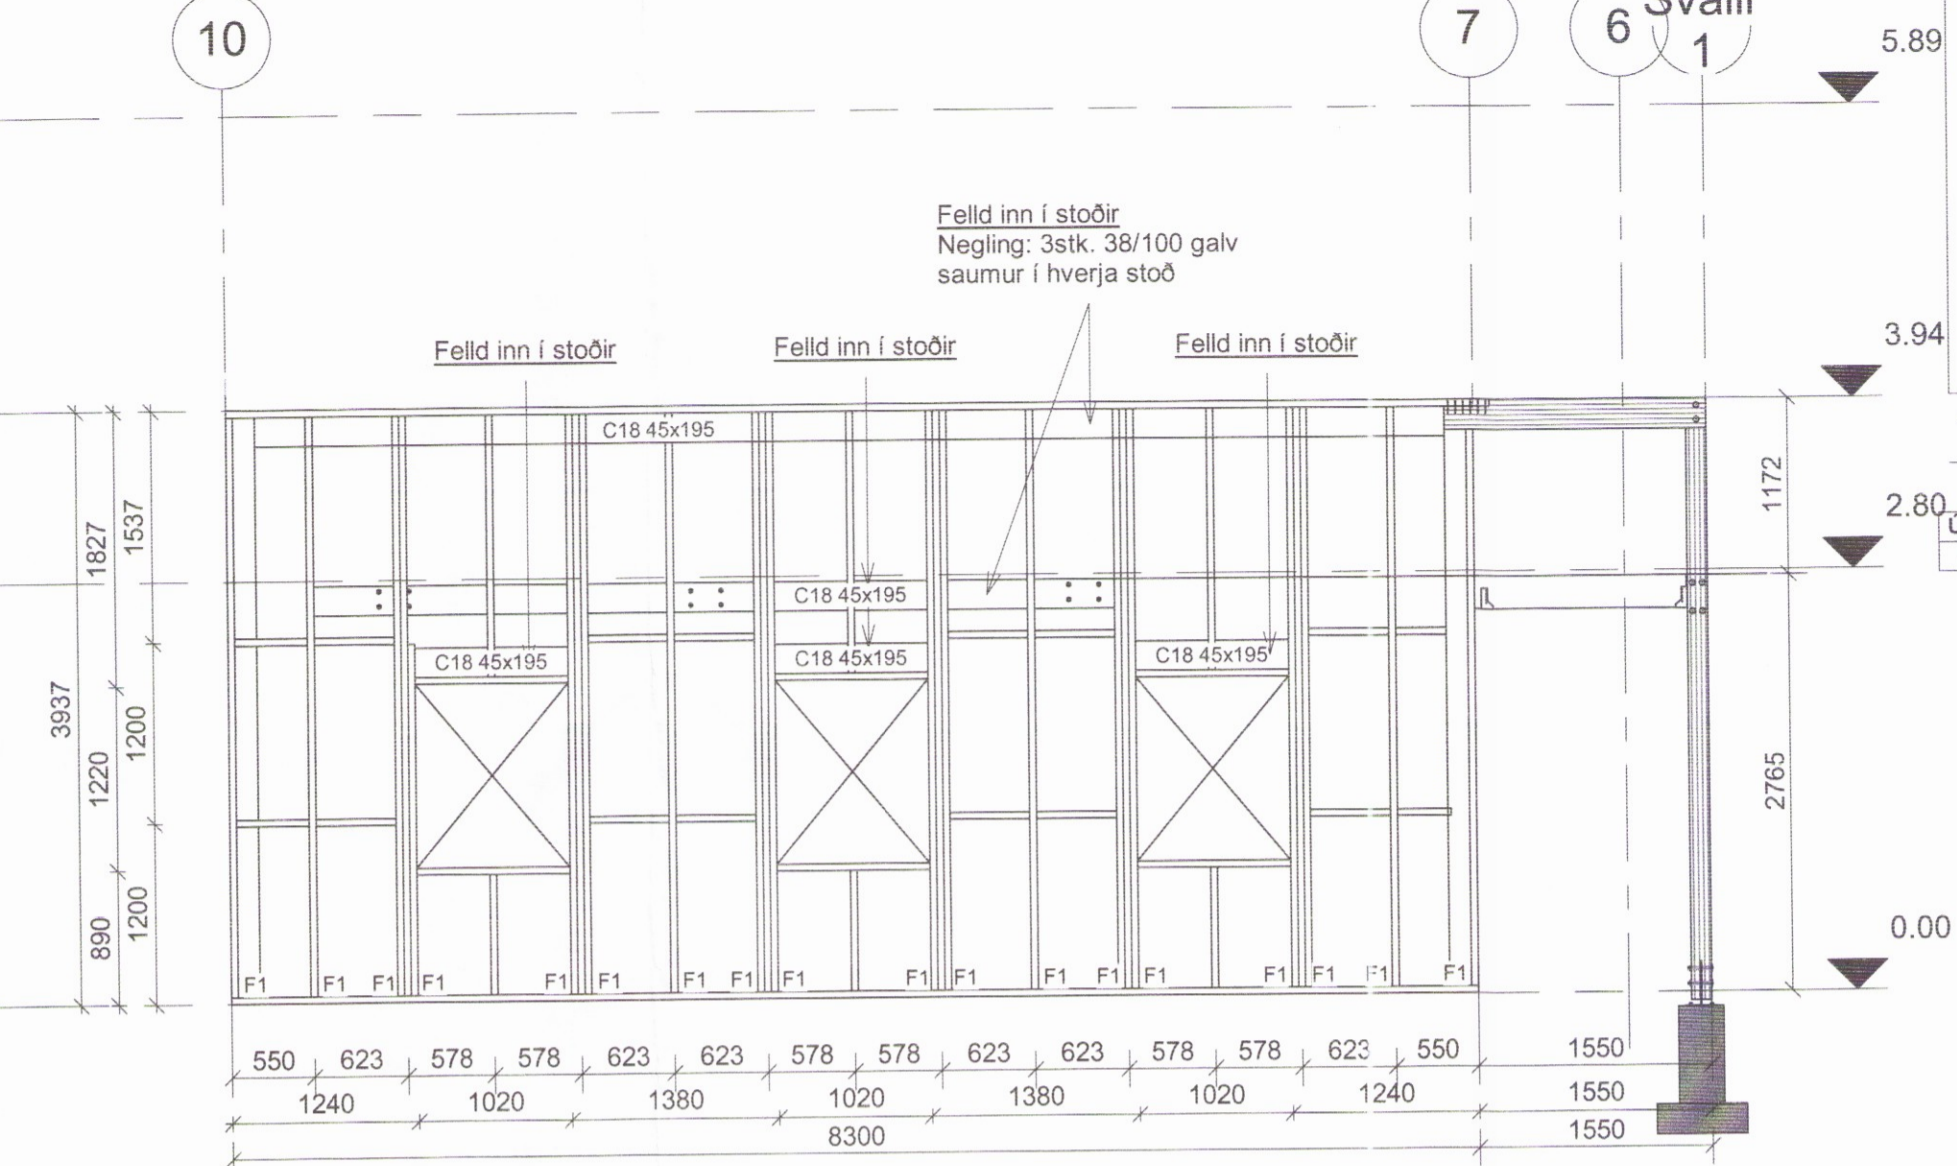 10
7
6
Svalir
1
5.89
Felld inn í stoðir
Negling: 3stk. 38/100 galv
saumur í hverja stoð
Felld inn í stoðir
Felld inn í stoðir
Felld inn í stoðir
3.94
C18 45x195
1172
2.80
1827
1537
C18 45x195
C18 45x195
C18 45x195
C18 45x195
3937
1220
1200
2765
890
1200
0.00
F1 F1 F1 F1 F1 F1 F1 F1 F1 F1 F1 F1 F1 F1 F1 F1 F1 F1
550 623 578 578 623 623 578 578 623 623 578 578 623 550 1550
1240 1020 1380 1020 1380 1020 1240 1550
8300 1550